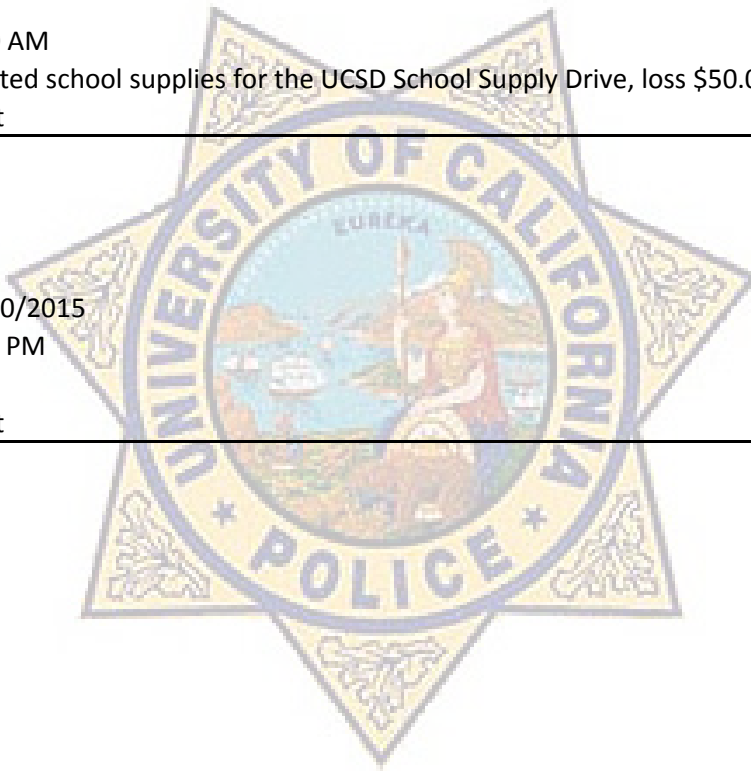 AM
ted school supplies for the UCSD School Supply Drive, loss $50.0
t
UNIVERSITY OF CALIFORNIA
EUREKA
0/2015
PM
t
POLICE